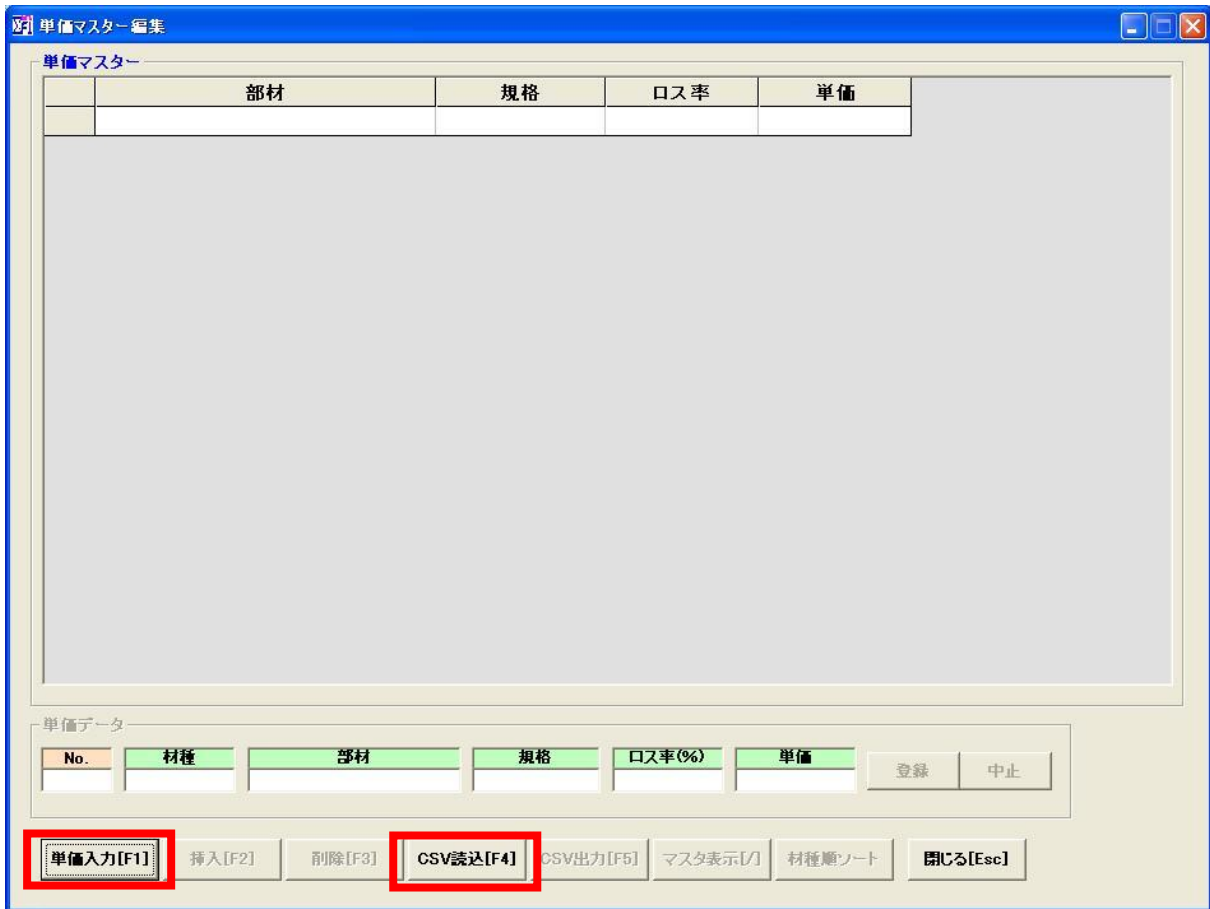 単価マスター編集
単価マスター
部材 規格 ロス率 単価
単価データ
No. 材種 部材 規格 ロス率(%) 単価
登録 中止
単価入力[F1] 挿入[F2] 削除[F3] CSV読込[F4] CSV出力[F5] マスタ表示[/] 材種順ソート 閉じる[Esc]